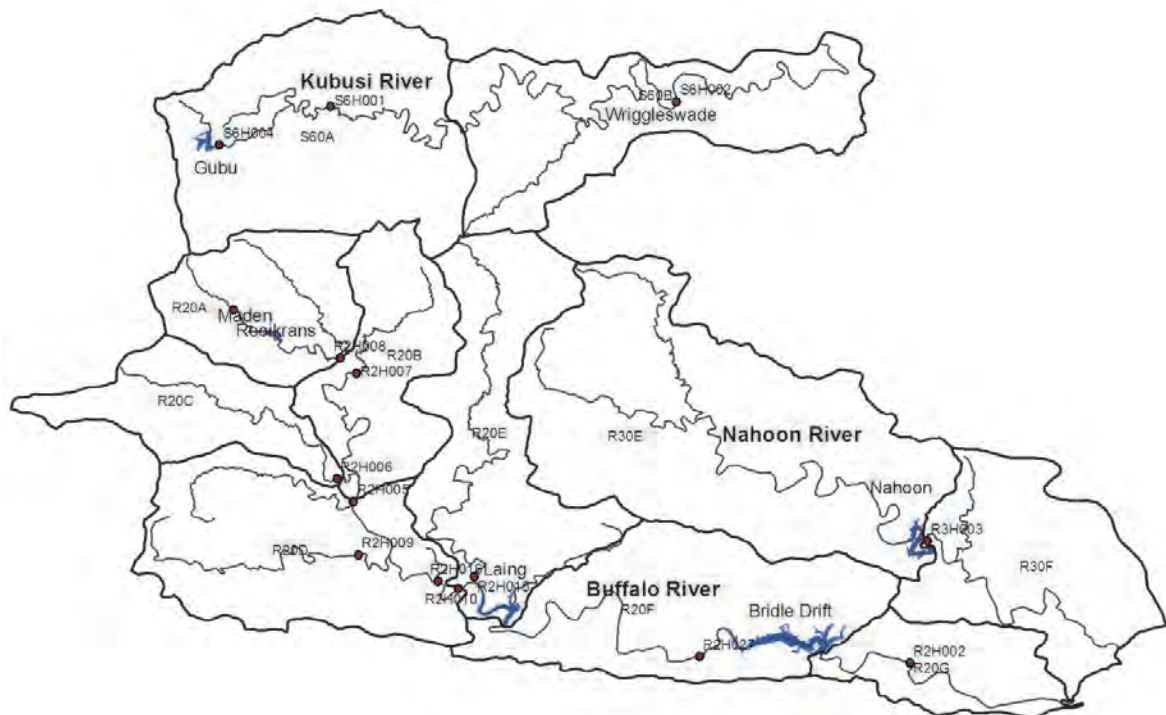 Kubusi River
S6H001
S6H004
S60A
Gubu
S60B
S6H002
Wriggleswade
R20A
Maden
Rooikrans
R2H008
R20B
R2H007
R20C
R20E
R30E
Nahoon River
R2H006
R2H005
Nahoon
R3H003
R20D
R2H009
R30F
Laing
R2H010
Buffalo River
R20F
Bridle Drift
R2H027
R2H002
R20G